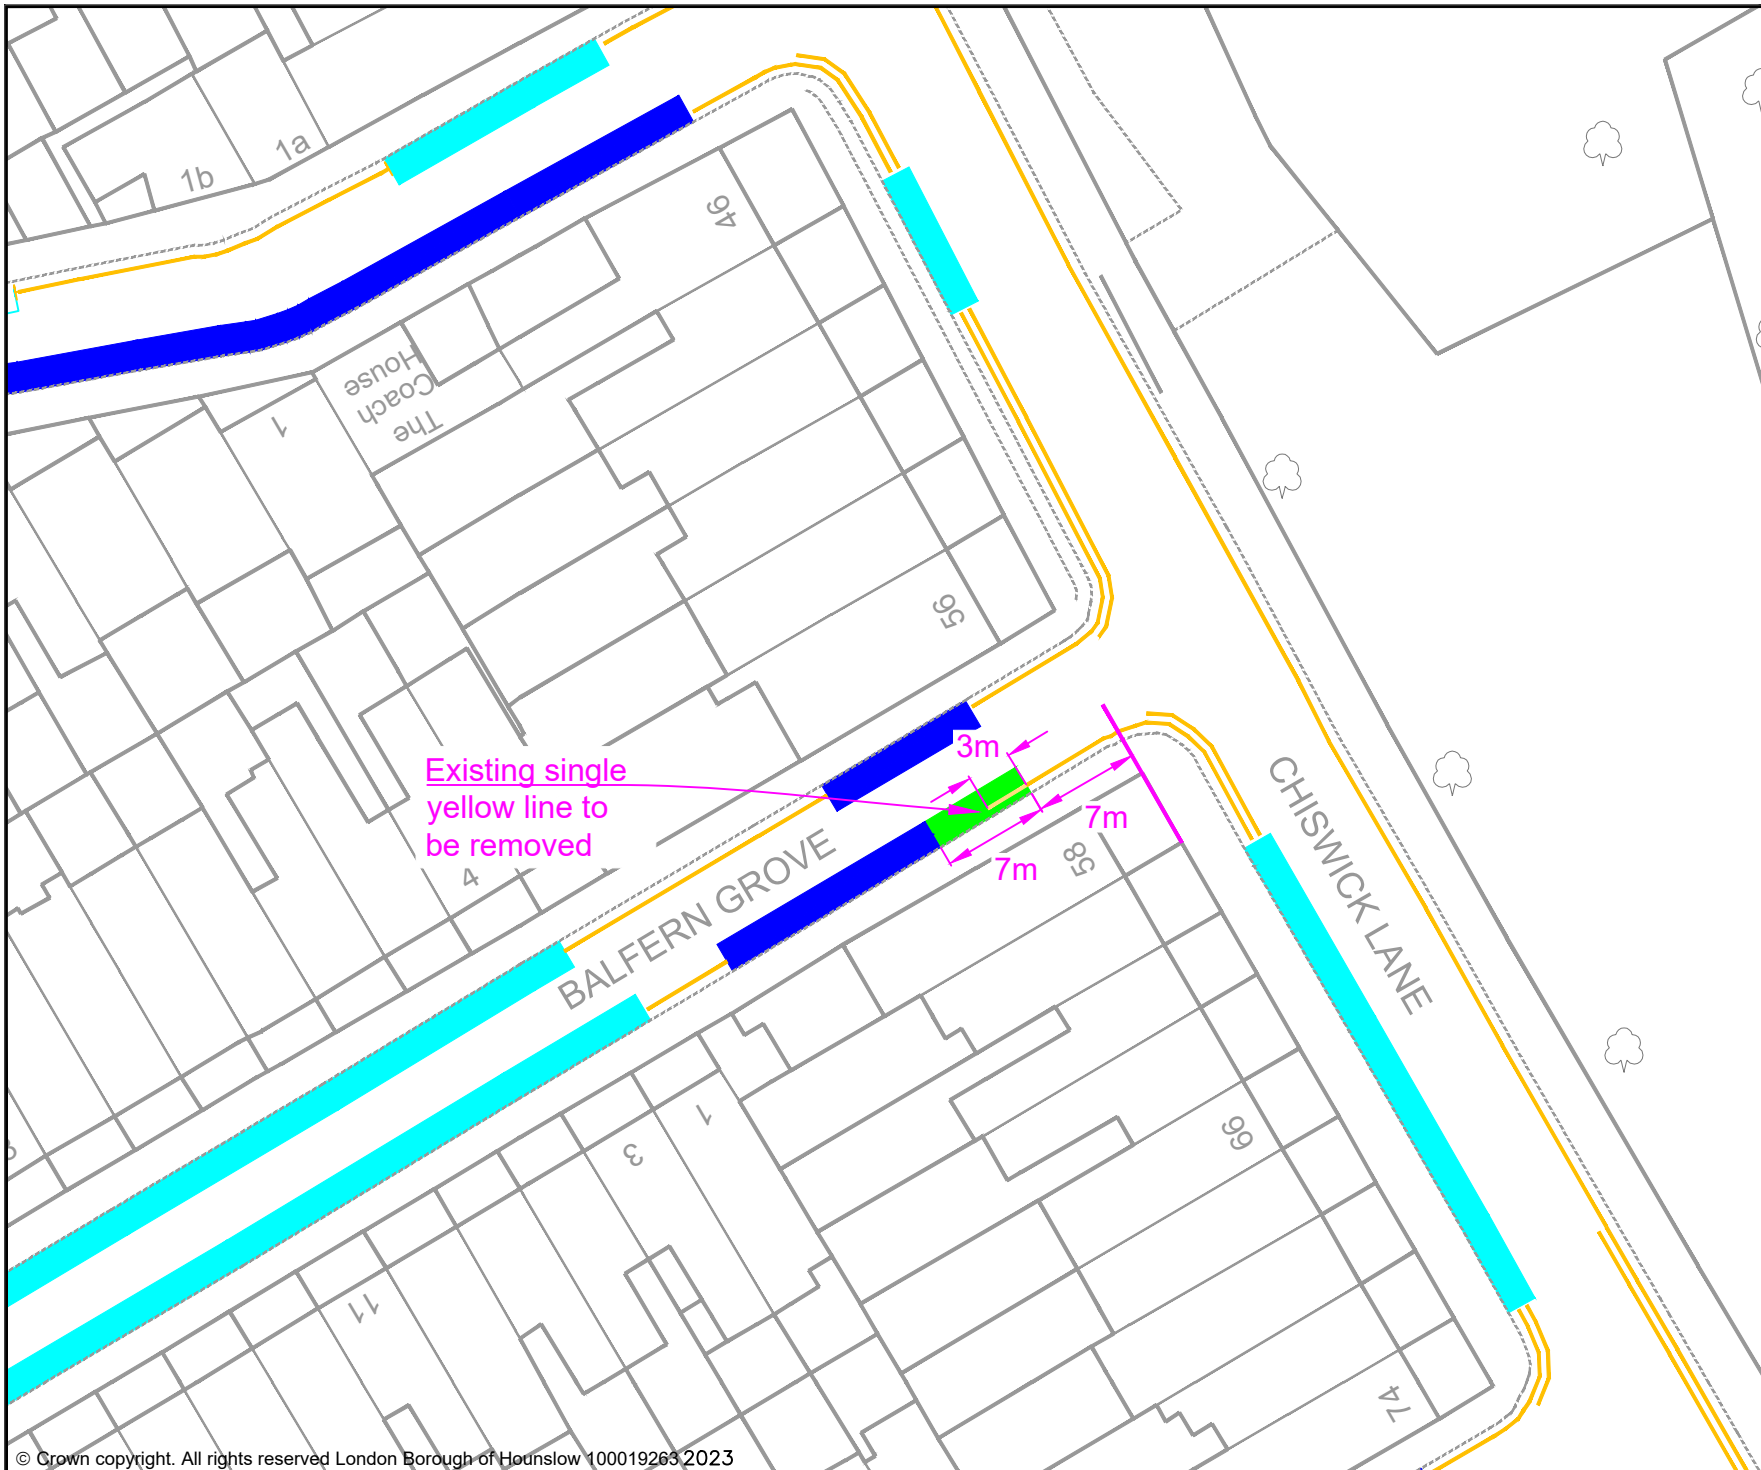 1a
1b
46
The
Coach
House
1
56
3m
Existing single
yellow line to
be removed
7m
7m
58
4
BALFERN GROVE
CHISWICK LANE
1
3
66
11
74
© Crown copyright. All rights reserved London Borough of Hounslow 100019263 2023